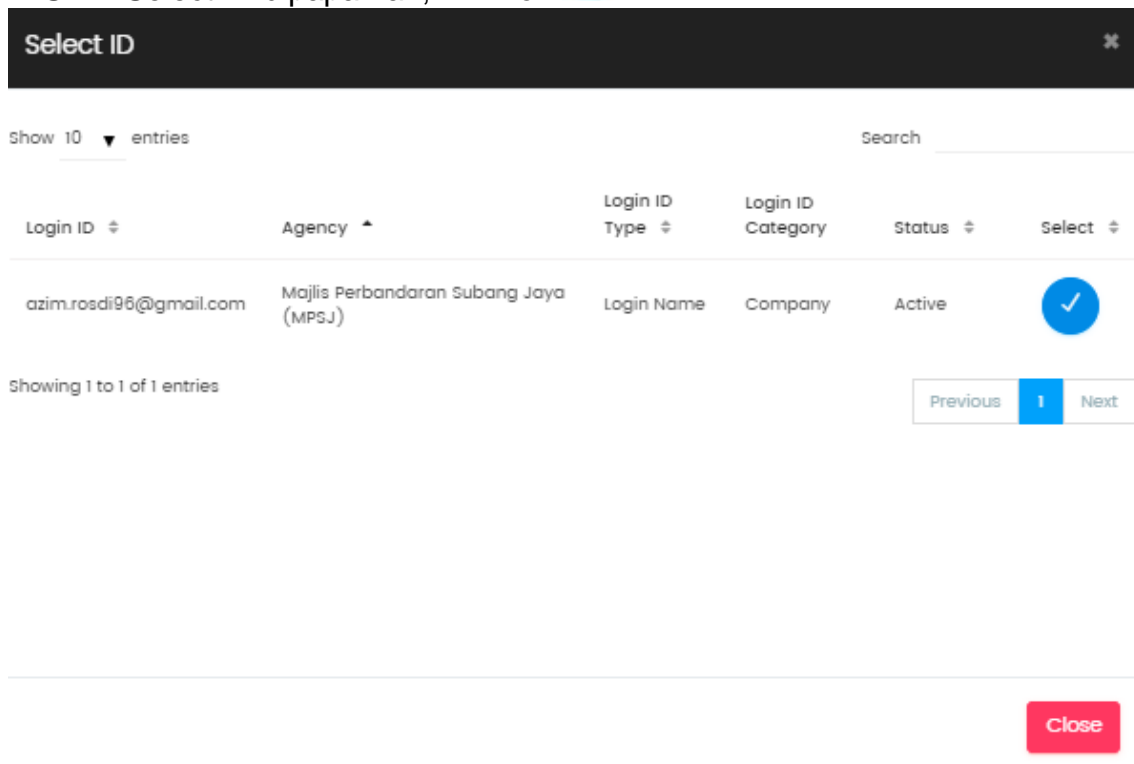 Select ID
Show 10 entries
Search
Login ID
Agency
Login ID
Type
Login ID
Category
Status
Select
azim.rosdi96@gmail.com
Majlis Perbandaran Subang Jaya
(MPSJ)
Login Name
Company
Active
Showing 1 to 1 of 1 entries
Previous 1 Next
Close